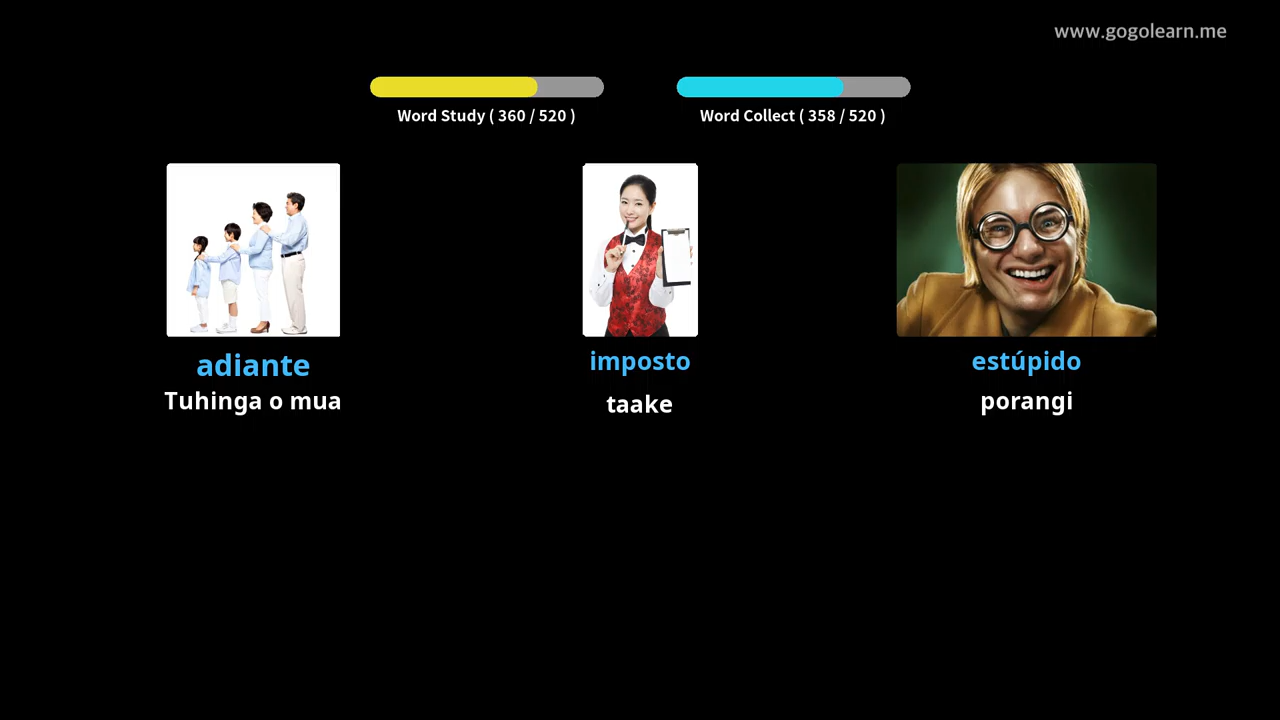 www.gogolearn.me
Word Study ( 360 / 520 )
Word Collect ( 358 / 520 )
adiante
Tuhinga o mua
imposto
taake
estúpido
porangi